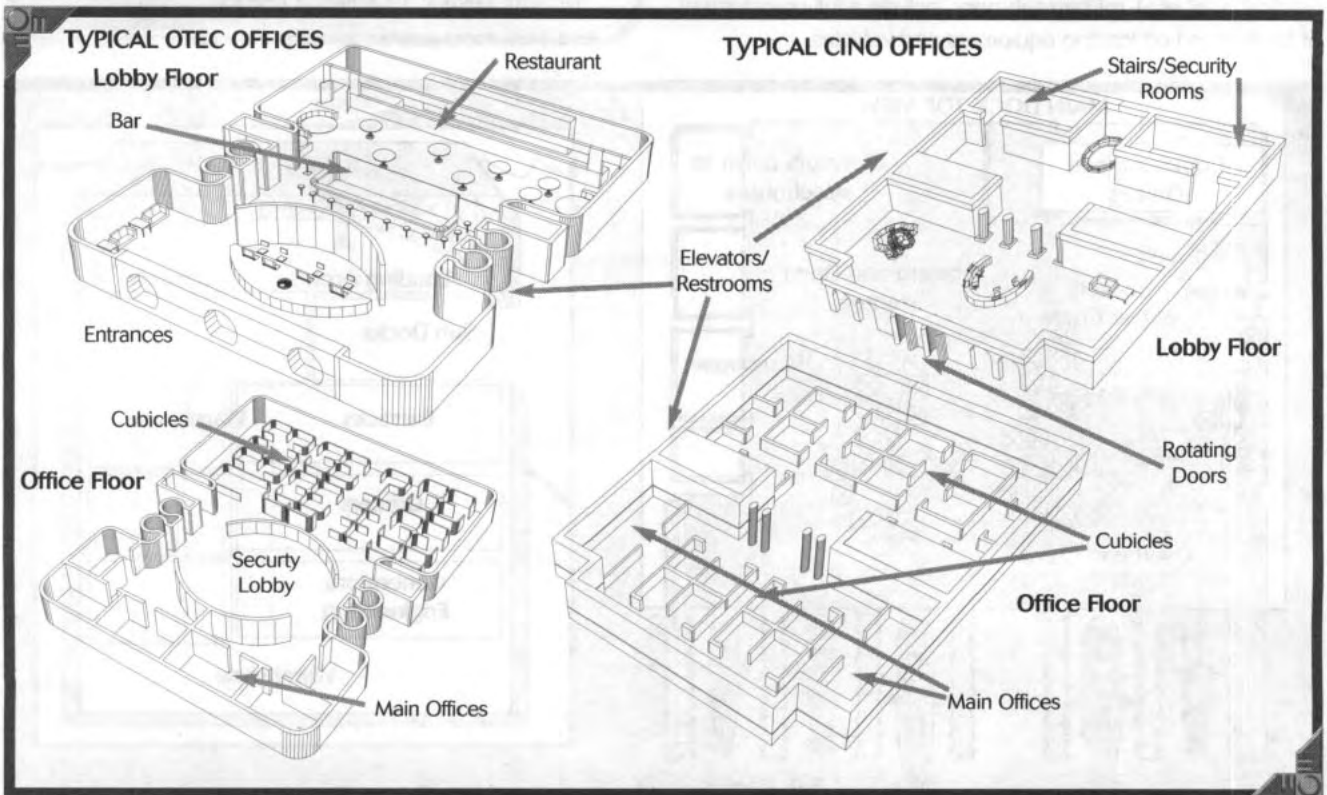 TYPICAL OTEC OFFICES
Lobby Floor
Restaurant
Bar
Entrances
Elevators/
Restrooms
Cubicles
Office Floor
Securty
Lobby
Main Offices
TYPICAL CINO OFFICES
Stairs/Security
Rooms
Lobby Floor
Rotating
Doors
Cubicles
Office Floor
Main Offices